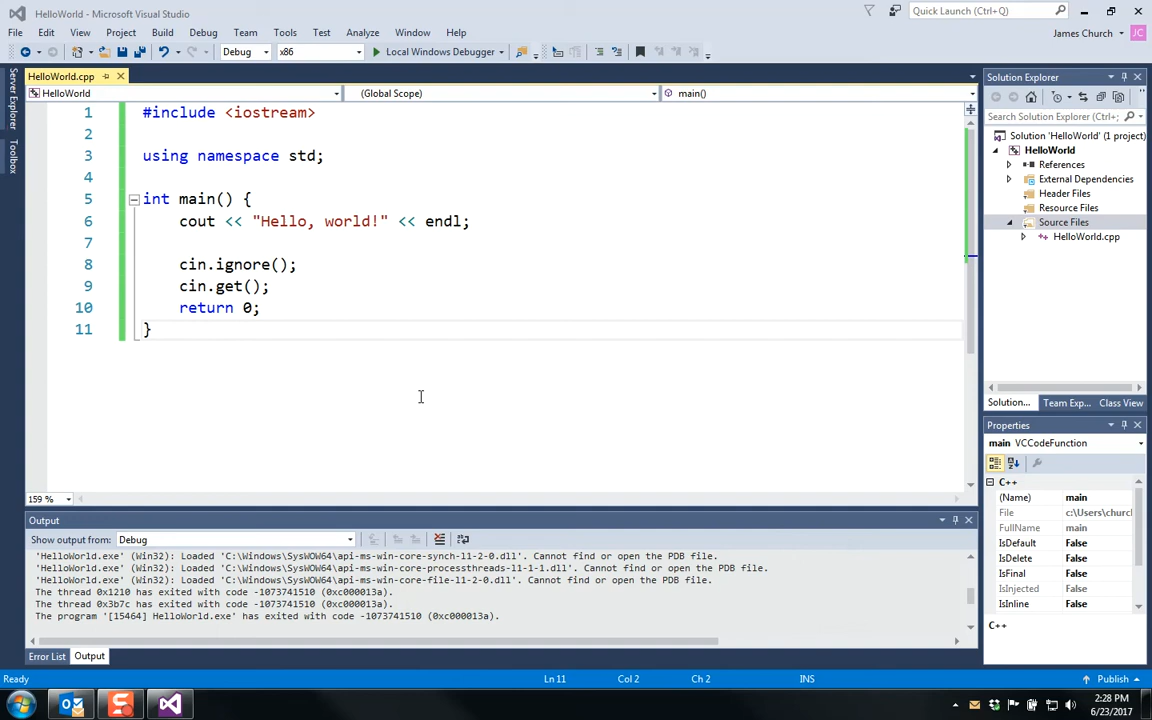 HelloWorld - Microsoft Visual Studio
Quick Launch (Ctrl+Q)
File Edit View Project Build Debug Team Tools Test Analyze Window Help
James Church JC
Debug x86 Local Windows Debugger
Server Explorer
Toolbox
HelloWorld.cpp
HelloWorld (Global Scope) main()
1 #include <iostream>
2
3 using namespace std;
4
5 int main() {
6 cout << "Hello, world!" << endl;
7
8 cin.ignore();
9 cin.get();
10 return 0;
11 }
159 %
Output
Show output from: Debug
'HelloWorld.exe' (Win32): Loaded 'C:\Windows\SysWOW64\api-ms-win-core-synch-l1-2-0.dll'. Cannot find or open the PDB file.
'HelloWorld.exe' (Win32): Loaded 'C:\Windows\SysWOW64\api-ms-win-core-processthreads-l1-1-1.dll'. Cannot find or open the PDB file.
'HelloWorld.exe' (Win32): Loaded 'C:\Windows\SysWOW64\api-ms-win-core-file-l1-2-0.dll'. Cannot find or open the PDB file.
The thread 0x1210 has exited with code -1073741510 (0xc000013a).
The thread 0x3b7c has exited with code -1073741510 (0xc000013a).
The program '[15464] HelloWorld.exe' has exited with code -1073741510 (0xc000013a).
Error List Output
Solution Explorer
Search Solution Explorer (Ctrl+;
Solution 'HelloWorld' (1 project)
HelloWorld
References
External Dependencies
Header Files
Resource Files
Source Files
HelloWorld.cpp
Solution... Team Exp... Class View
Properties
main VCCodeFunction
C++
(Name) main
File c:\Users\churc
FullName main
IsDefault False
IsDelete False
IsFinal False
IsInjected False
IsInline False
C++
Ready Ln 11 Col 2 Ch 2 INS Publish
2:28 PM
6/23/2017